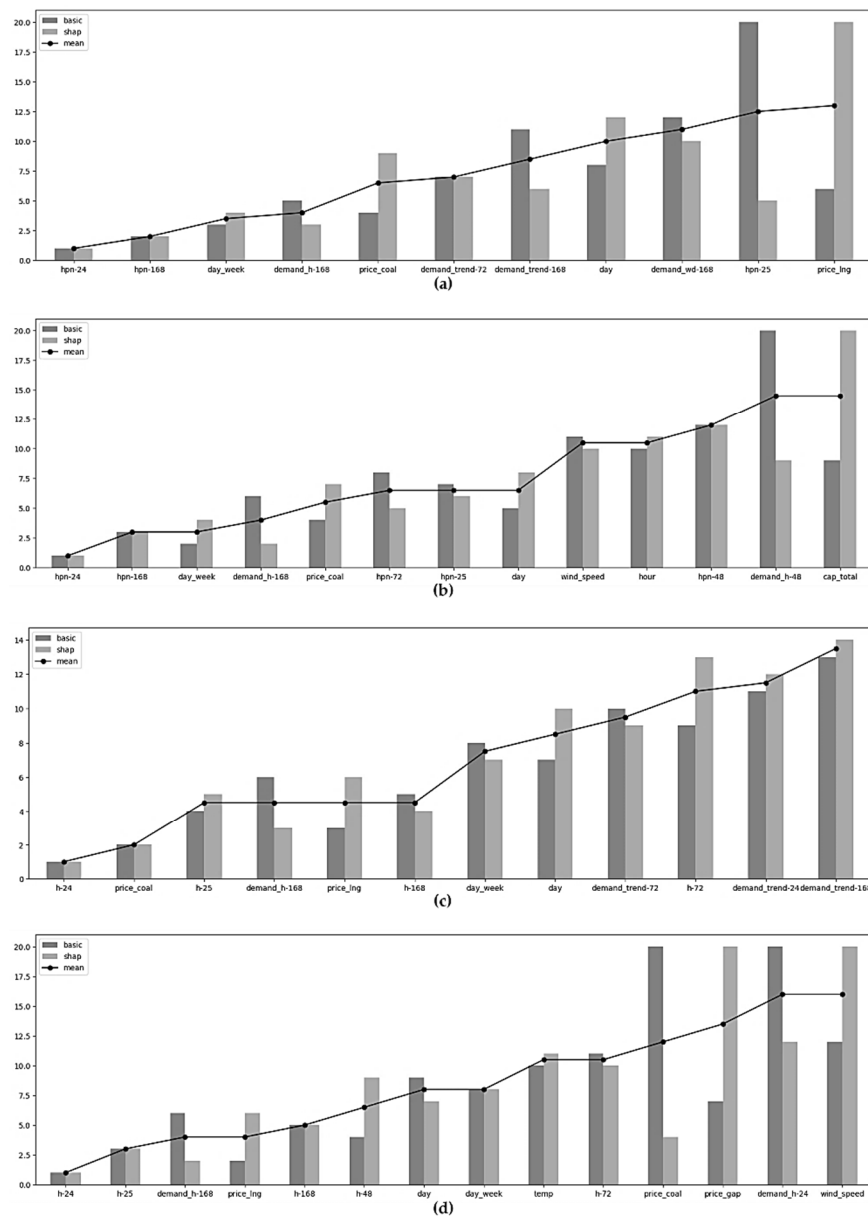 20.0
17.5
15.0
12.5
10.0
7.5
5.0
2.5
0.0
basic
shap
mean
hpn-24 hpn-168 day_week demand_h-168 price_coal demand_trend-72 demand_trend-168 day demand_wd-168 hpn-25 price_lng
(a)
20.0
17.5
15.0
12.5
10.0
7.5
5.0
2.5
0.0
basic
shap
mean
hpn-24 hpn-168 day_week demand_h-168 price_coal hpn-72 hpn-25 day wind_speed hour hpn-48 demand_h-48 cap_total
(b)
14
12
10
8
6
4
2
0
basic
shap
mean
h-24 price_coal h-25 demand_h-168 price_lng h-168 day_week day demand_trend-72 h-72 demand_trend-24 demand_trend-168
(c)
20.0
17.5
15.0
12.5
10.0
7.5
5.0
2.5
0.0
basic
shap
mean
h-24 h-25 demand_h-168 price_lng h-168 h-48 day day_week temp h-72 price_coal price_gap demand_h-24 wind_speed
(d)